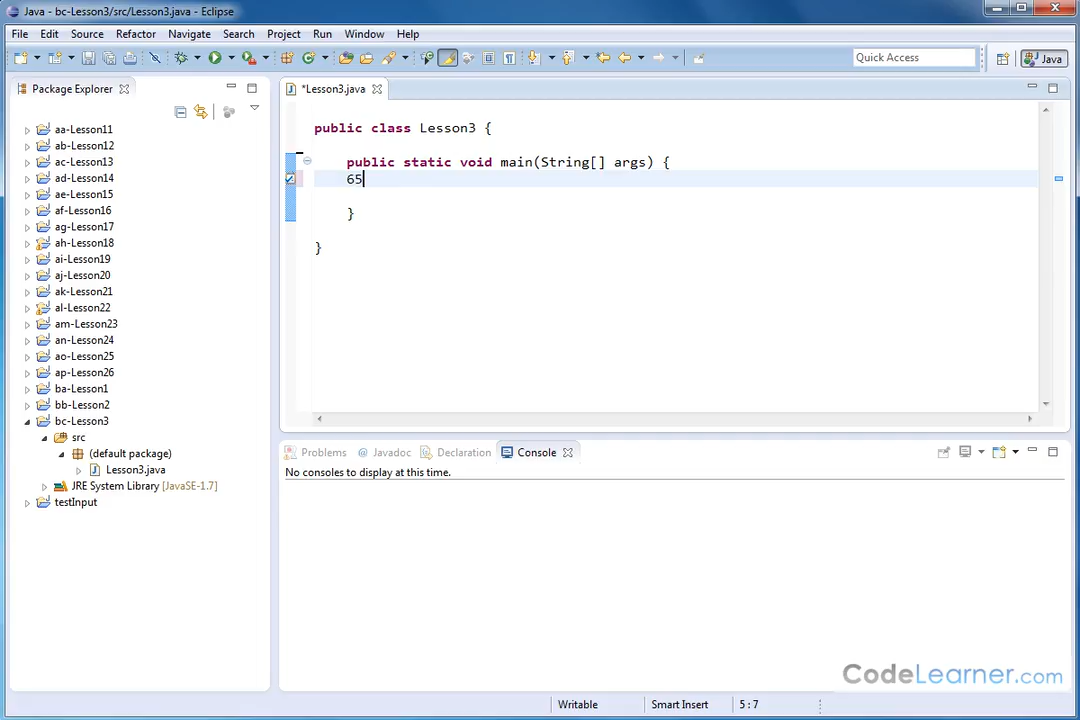 Java - bc-Lesson3/src/Lesson3.java - Eclipse
File Edit Source Refactor Navigate Search Project Run Window Help
Quick Access
Java
Package Explorer
*Lesson3.java
aa-Lesson11
ab-Lesson12
ac-Lesson13
ad-Lesson14
ae-Lesson15
af-Lesson16
ag-Lesson17
ah-Lesson18
ai-Lesson19
aj-Lesson20
ak-Lesson21
al-Lesson22
am-Lesson23
an-Lesson24
ao-Lesson25
ap-Lesson26
ba-Lesson1
bb-Lesson2
bc-Lesson3
src
(default package)
Lesson3.java
JRE System Library [JavaSE-1.7]
testInput
public class Lesson3 {
public static void main(String[] args) {
65
}
}
Problems @ Javadoc Declaration Console
No consoles to display at this time.
CodeLearner.com
Writable Smart Insert 5 : 7